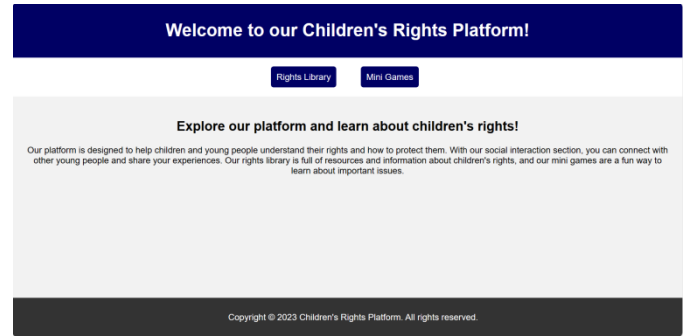 Welcome to our Children's Rights Platform!
Rights Library
Mini Games
Explore our platform and learn about children's rights!
Our platform is designed to help children and young people understand their rights and how to protect them. With our social interaction section, you can connect with
other young people and share your experiences. Our rights library is full of resources and information about children's rights, and our mini games are a fun way to
learn about important issues.
Copyright © 2023 Children's Rights Platform. All rights reserved.